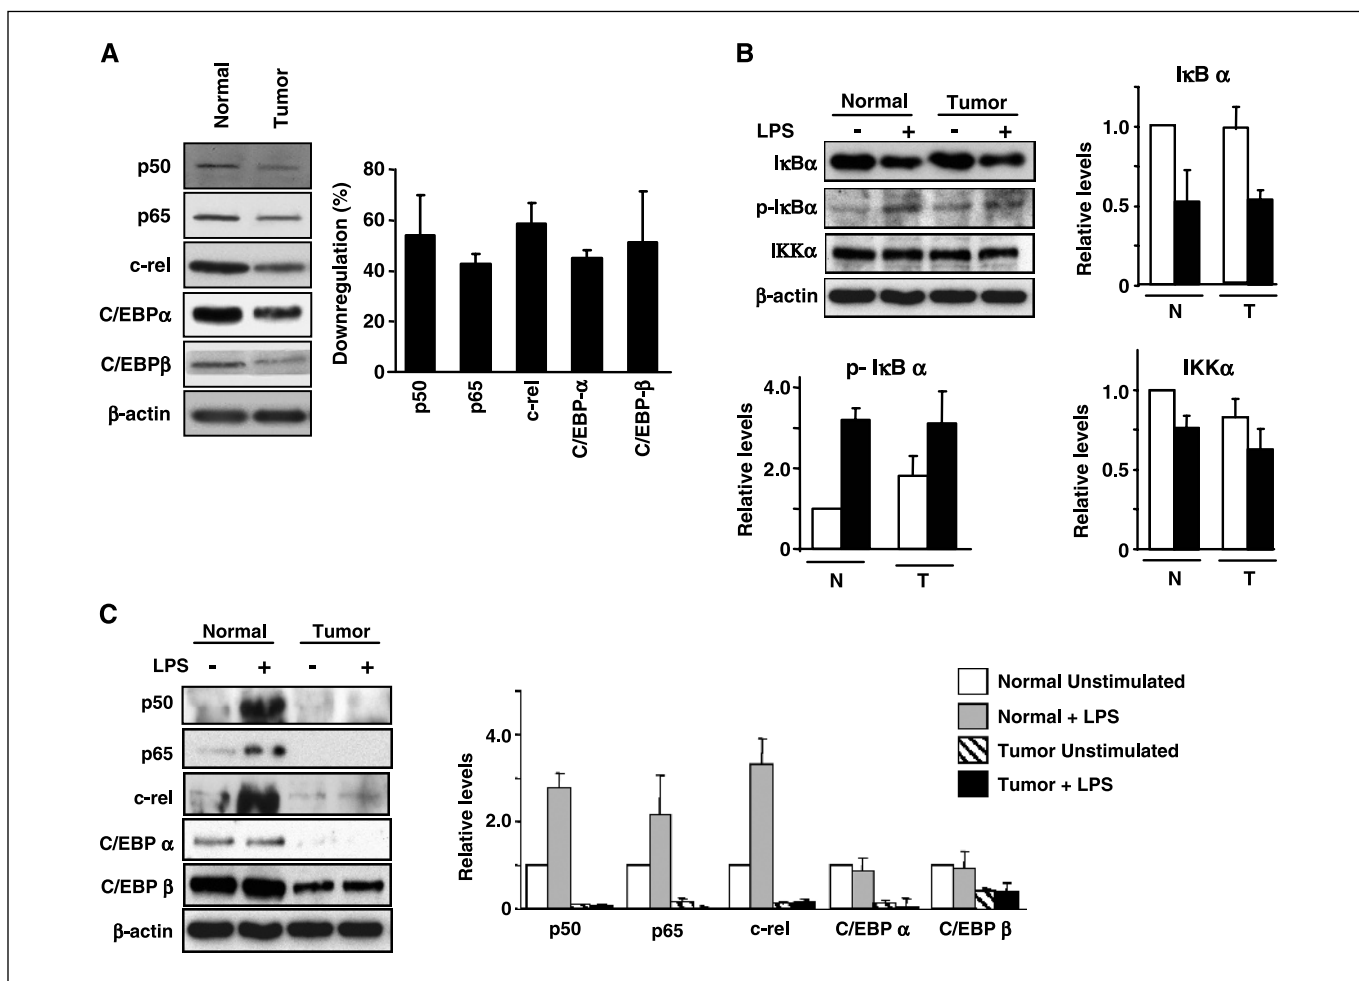 A
Normal
Tumor
p50
p65
c-rel
C/EBPα
C/EBPβ
β-actin
Downregulation (%)
80
60
40
20
0
p50
p65
c-rel
C/EBP-α
C/EBP-β
B
Normal Tumor
LPS - + - +
IκBα
p-IκBα
IKKα
β-actin
IκB α
Relative levels
1.0
0.5
0
N T
p- IκB α
Relative levels
4.0
2.0
0
N T
IKKα
Relative levels
1.0
0.5
0
N T
C
Normal Tumor
LPS - + - +
p50
p65
c-rel
C/EBP α
C/EBP β
β-actin
Relative levels
4.0
2.0
0
p50 p65 c-rel C/EBP α C/EBP β
Normal Unstimulated
Normal + LPS
Tumor Unstimulated
Tumor + LPS